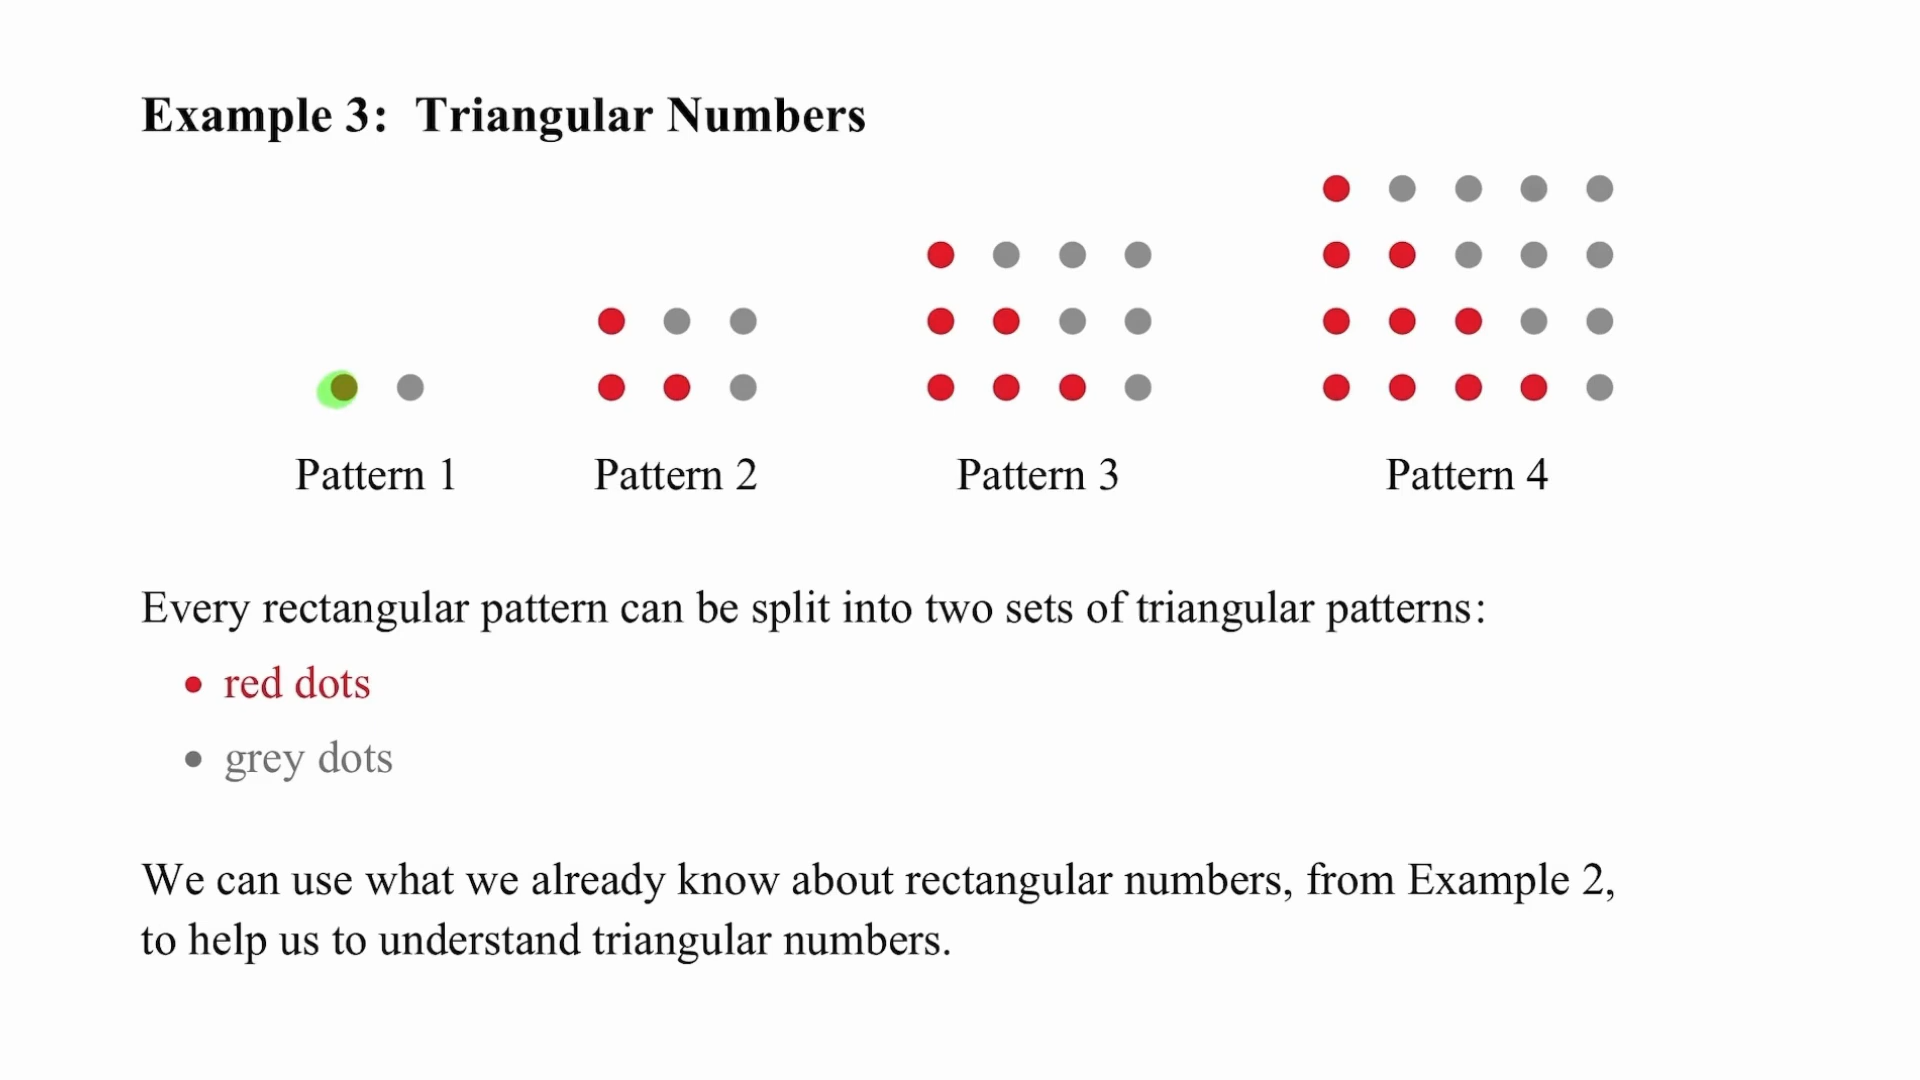 Example 3: Triangular Numbers
Pattern 1
Pattern 2
Pattern 3
Pattern 4
Every rectangular pattern can be split into two sets of triangular patterns:
• red dots
• grey dots
We can use what we already know about rectangular numbers, from Example 2,
to help us to understand triangular numbers.